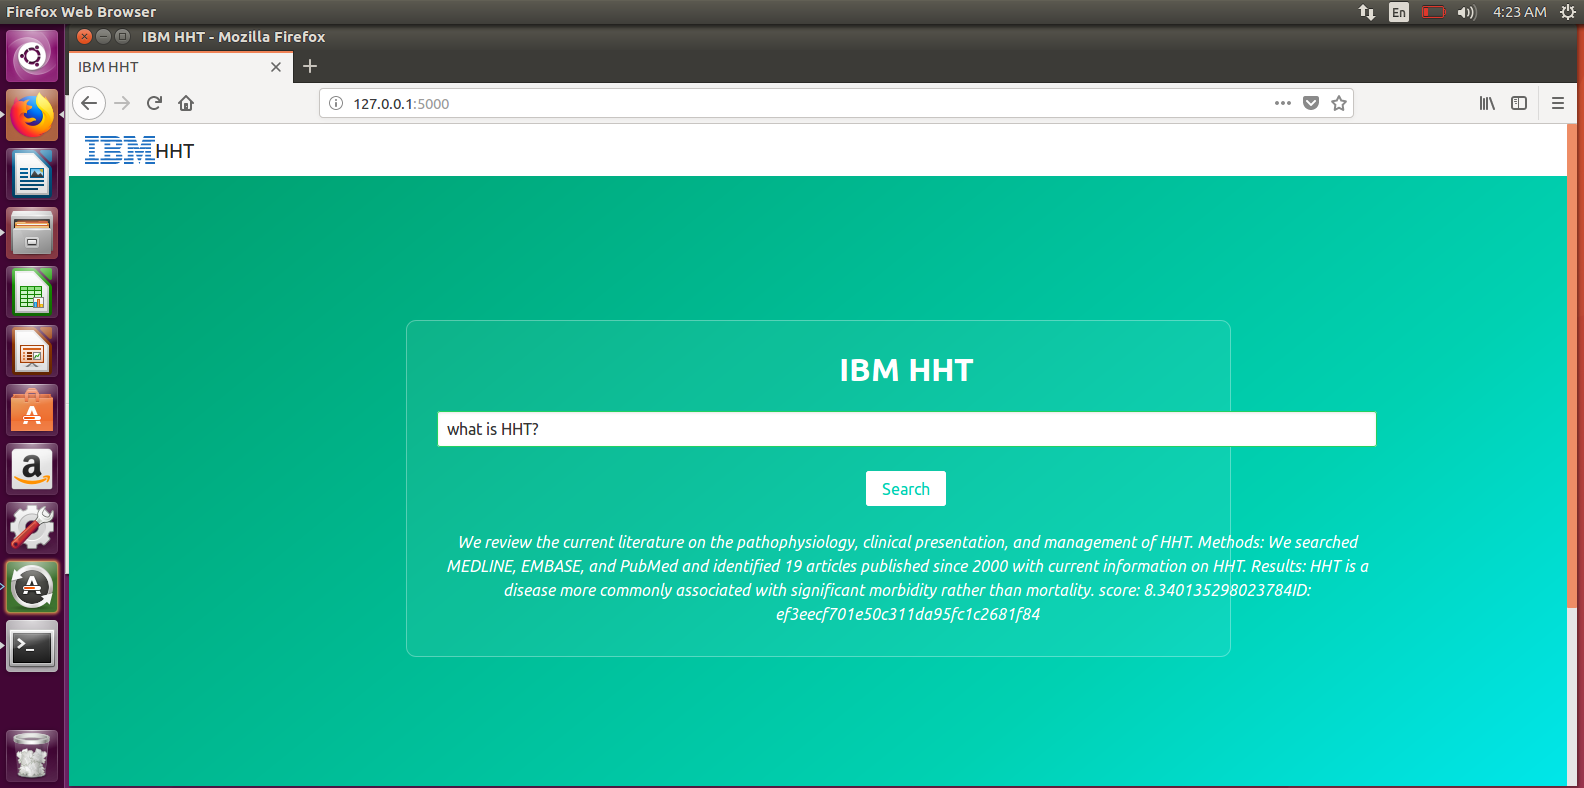 Firefox Web Browser
En
4:23 AM
IBM HHT - Mozilla Firefox
IBM HHT
127.0.0.1:5000
IBM HHT
IBM HHT
what is HHT?
Search
We review the current literature on the pathophysiology, clinical presentation, and management of HHT. Methods: We searched
MEDLINE, EMBASE, and PubMed and identified 19 articles published since 2000 with current information on HHT. Results: HHT is a
disease more commonly associated with significant morbidity rather than mortality. score: 8.340135298023784ID:
ef3eecf701e50c311da95fc1c2681f84